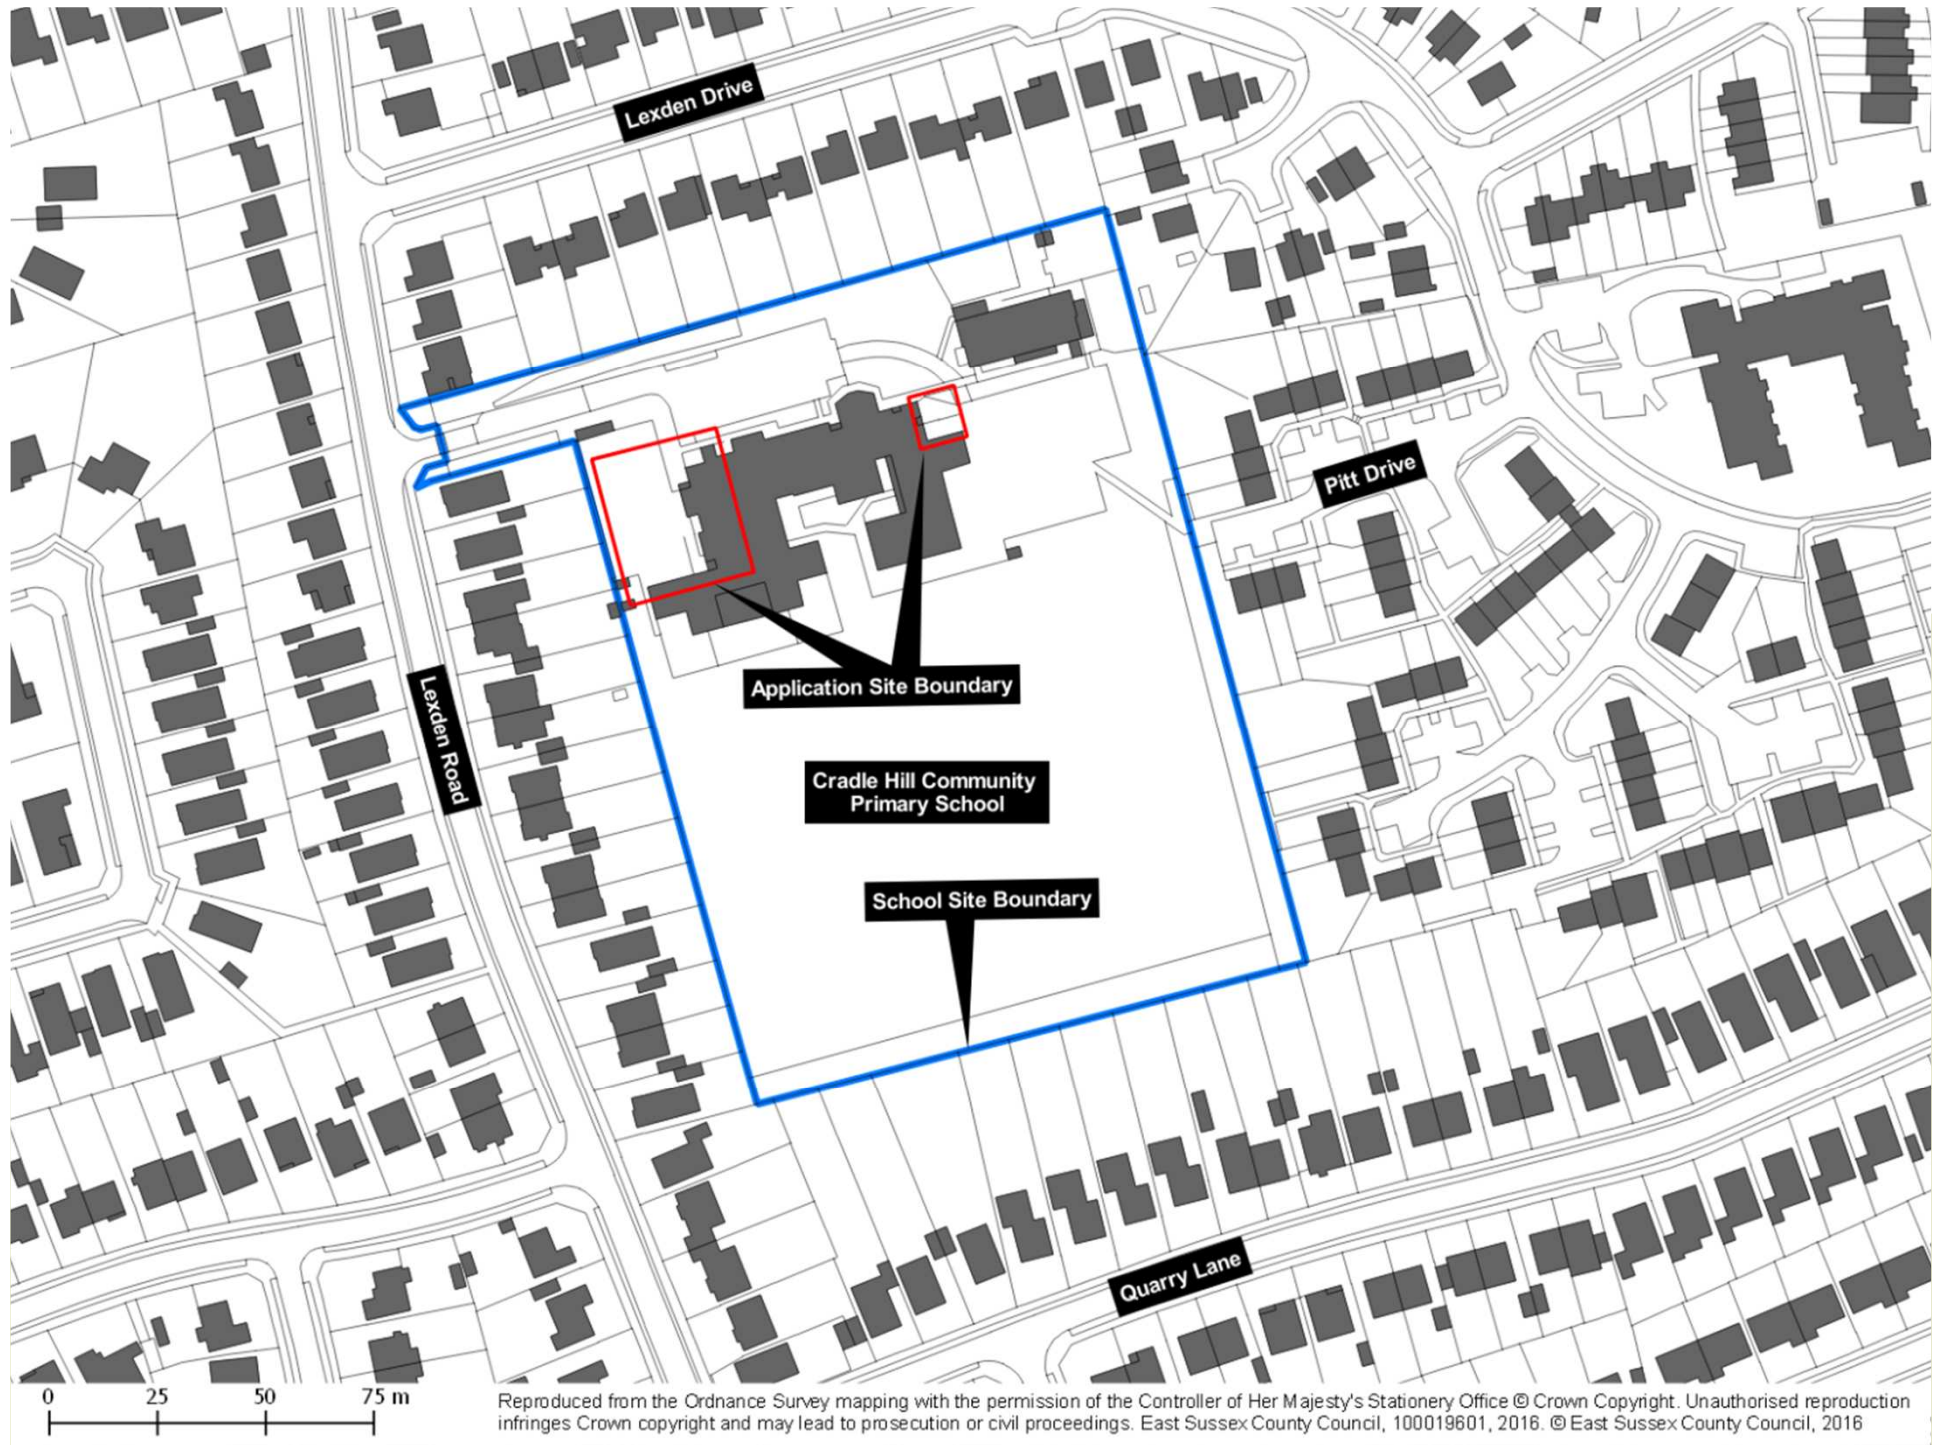 Lexden Drive
Pitt Drive
Application Site Boundary
Lexden Road
Cradle Hill Community
Primary School
School Site Boundary
Quarry Lane
0 25 50 75 m
Reproduced from the Ordnance Survey mapping with the permission of the Controller of Her Majesty's Stationery Office © Crown Copyright. Unauthorised reproduction
infringes Crown copyright and may lead to prosecution or civil proceedings. East Sussex County Council, 100019601, 2016. © East Sussex County Council, 2016